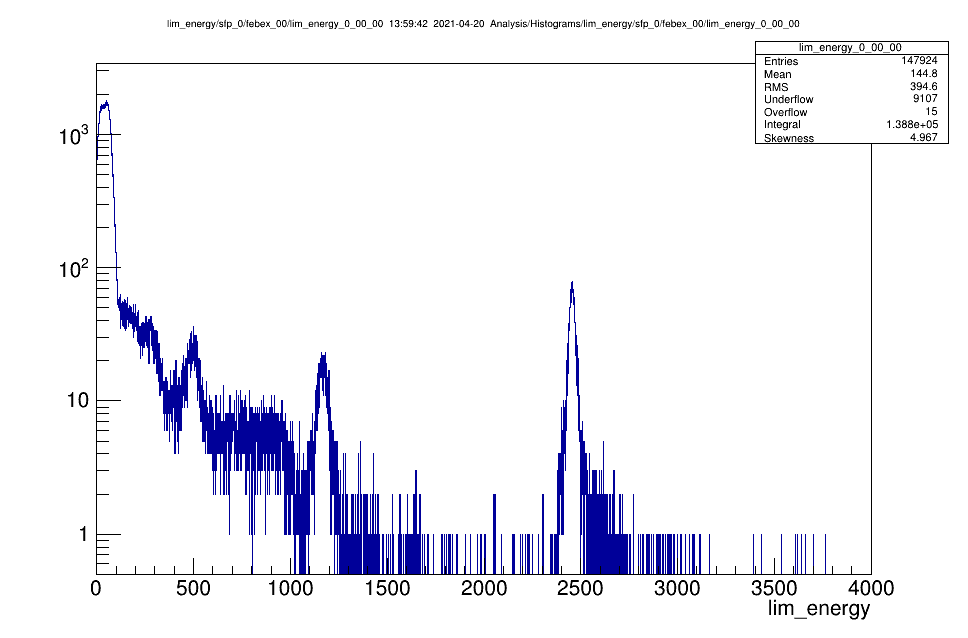 lim_energy/sfp_0/febex_00/lim_energy_0_00_00 13:59:42 2021-04-20 Analysis/Histograms/lim_energy/sfp_0/febex_00/lim_energy_0_00_00
lim_energy_0_00_00
Entries 147924
Mean 144.8
RMS 394.6
Underflow 9107
Overflow 15
Integral 1.388e+05
Skewness 4.967
10³
10²
10
1
0 500 1000 1500 2000 2500 3000 3500 4000
lim_energy